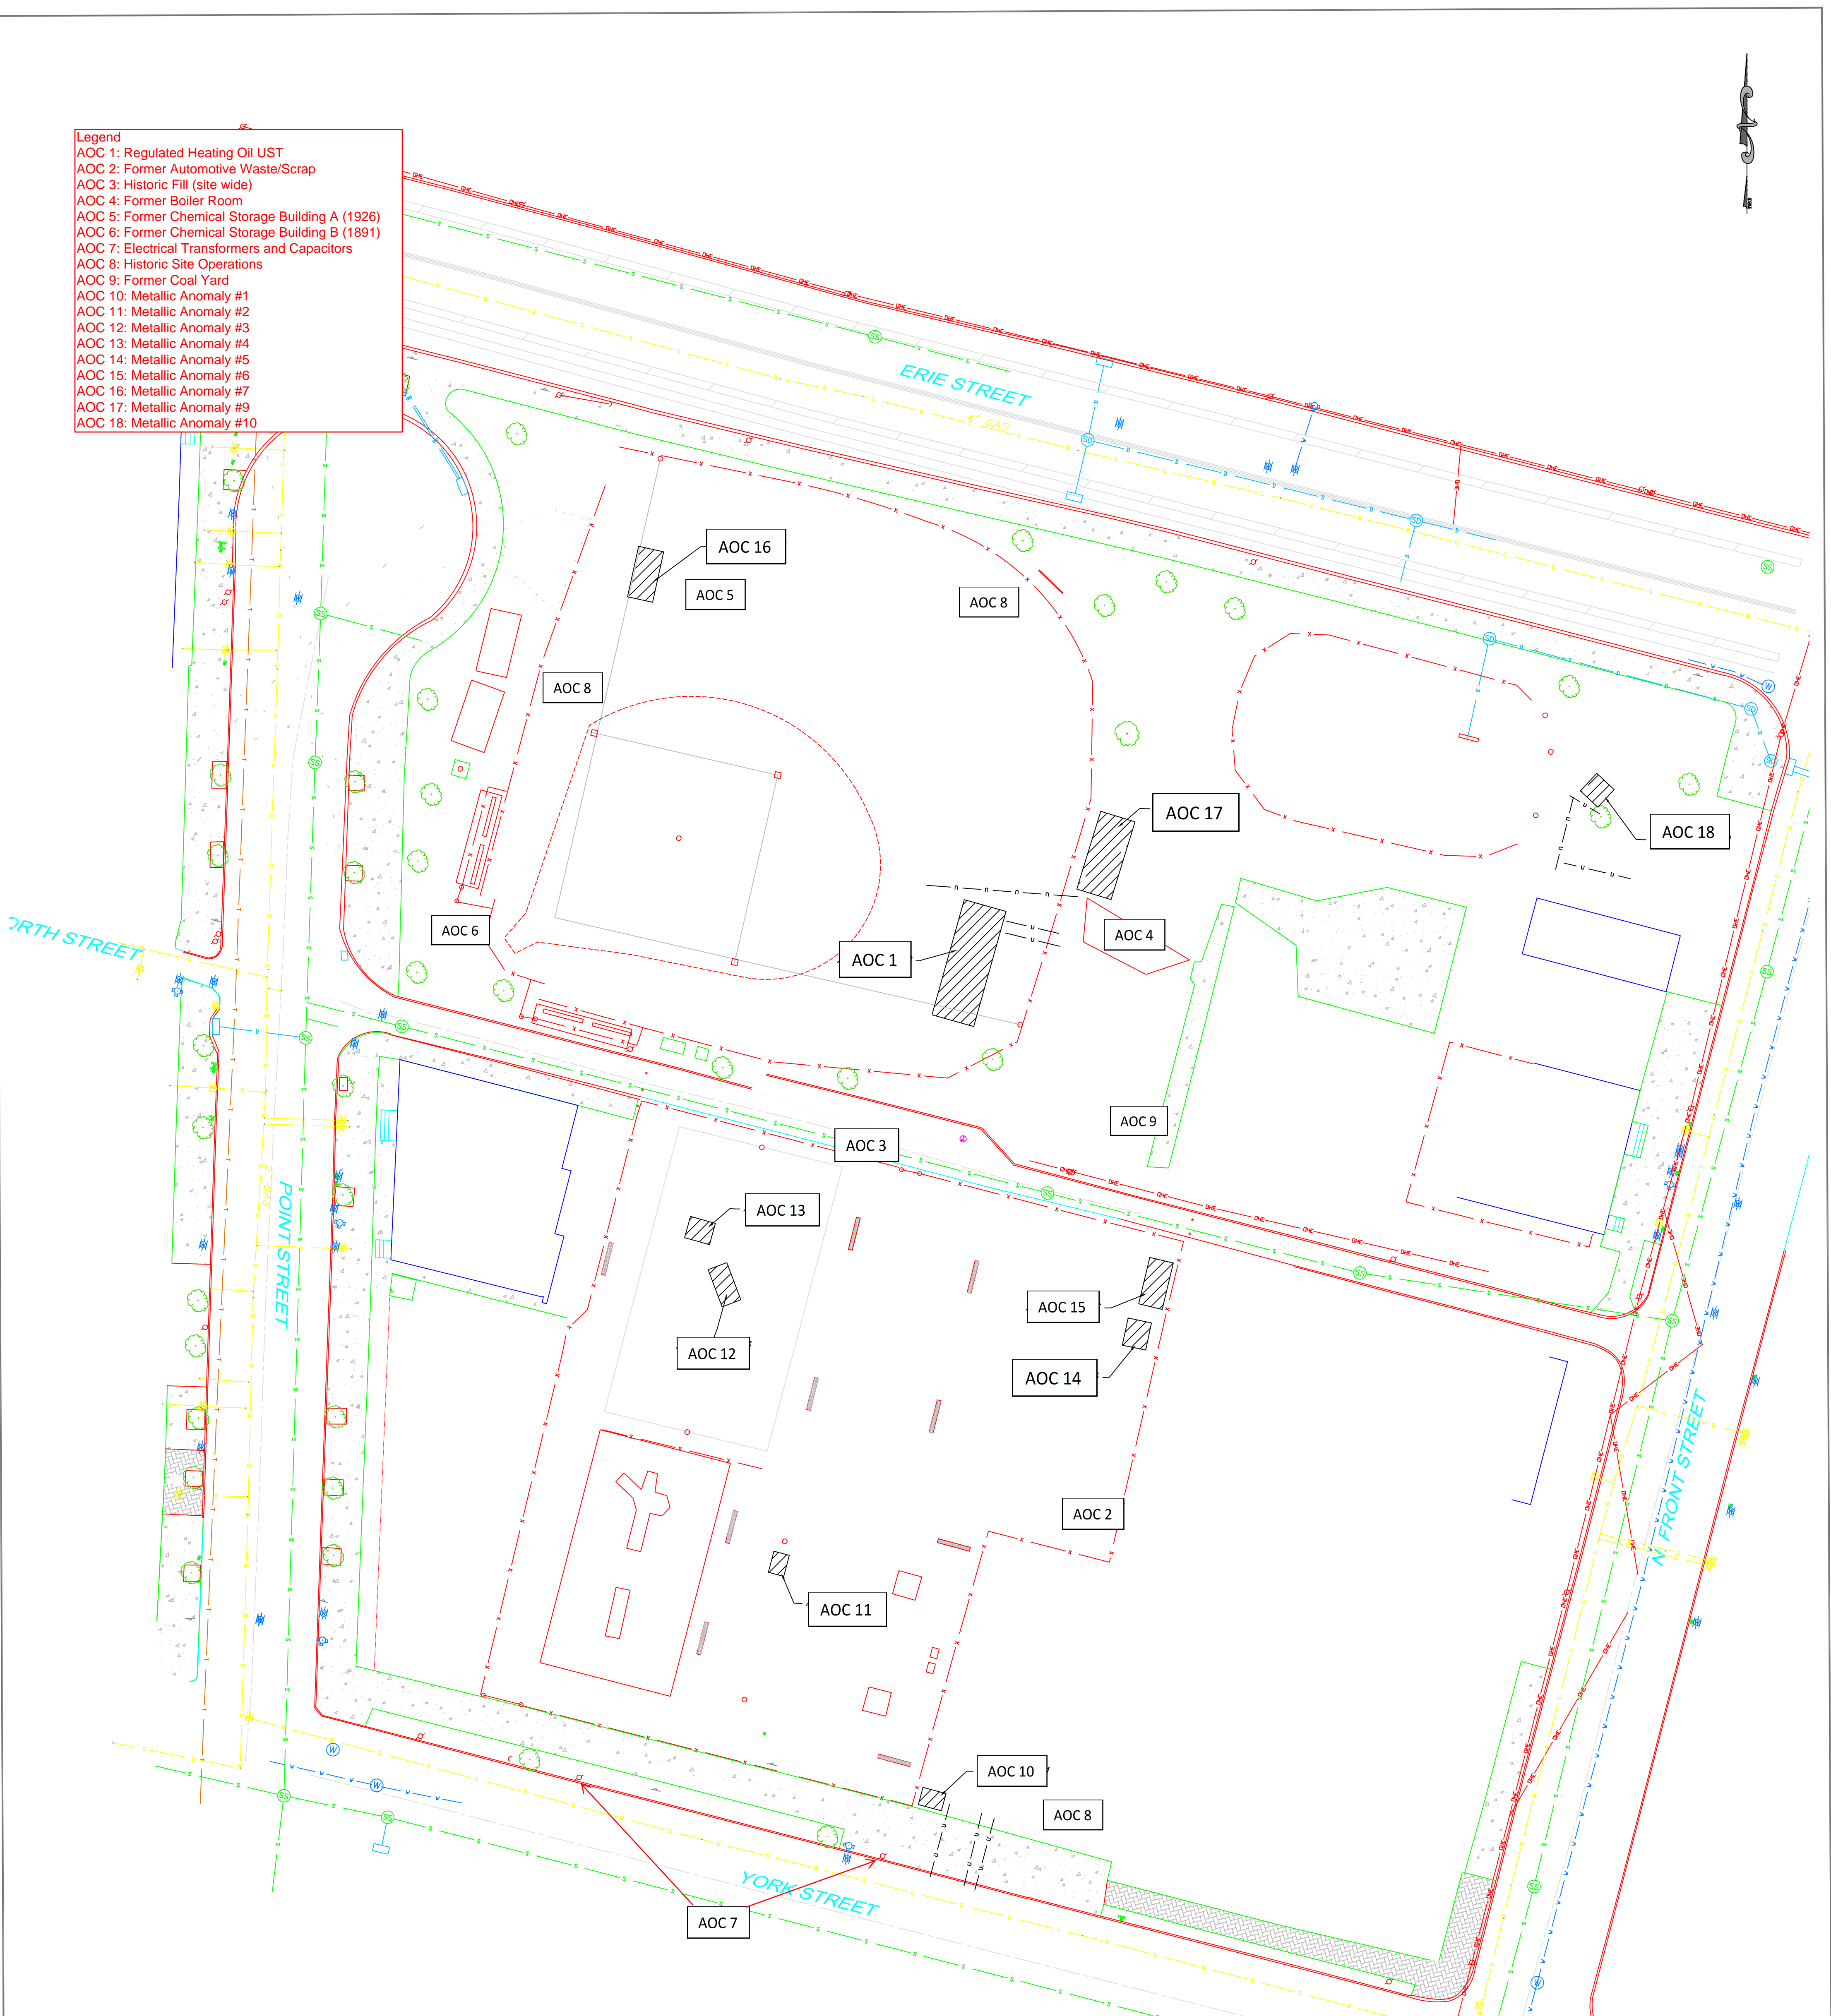 Legend
AOC 1: Regulated Heating Oil UST
AOC 2: Former Automotive Waste/Scrap
AOC 3: Historic Fill (site wide)
AOC 4: Former Boiler Room
AOC 5: Former Chemical Storage Building A (1926)
AOC 6: Former Chemical Storage Building B (1891)
AOC 7: Electrical Transformers and Capacitors
AOC 8: Historic Site Operations
AOC 9: Former Coal Yard
AOC 10: Metallic Anomaly #1
AOC 11: Metallic Anomaly #2
AOC 12: Metallic Anomaly #3
AOC 13: Metallic Anomaly #4
AOC 14: Metallic Anomaly #5
AOC 15: Metallic Anomaly #6
AOC 16: Metallic Anomaly #7
AOC 17: Metallic Anomaly #9
AOC 18: Metallic Anomaly #10
ERIE STREET
4" GAS
AOC 16
AOC 5
AOC 8
AOC 8
AOC 17
AOC 18
AOC 6
AOC 4
AOC 1
ORTH STREET
AOC 9
AOC 3
AOC 13
POINT STREET
GAS
AOC 15
AOC 12
AOC 14
N FRONT STREET
AOC 2
AOC 11
AOC 10
AOC 8
YORK STREET
AOC 7